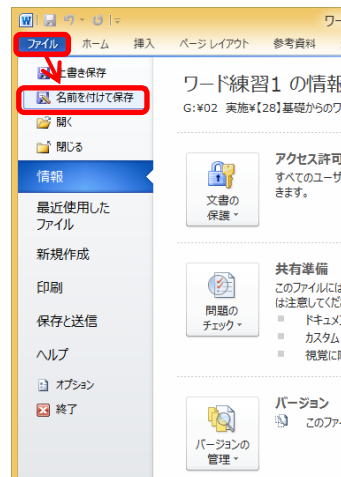 ワー
ファイル ホーム 挿入 ページ レイアウト 参考資料
上書き保存
名前を付けて保存
開く
閉じる
情報
最近使用した
ファイル
新規作成
印刷
保存と送信
ヘルプ
オプション
終了
ワード練習1 の情報
G:¥02 実施¥【28】基礎からのワ
文書の
保護
アクセス許可
すべてのユーザ
きます。
問題の
チェック
共有準備
このファイルには
は注意してくだ
ドキュメ
カスタム
視覚に
バージョンの
管理
バージョン
このファ